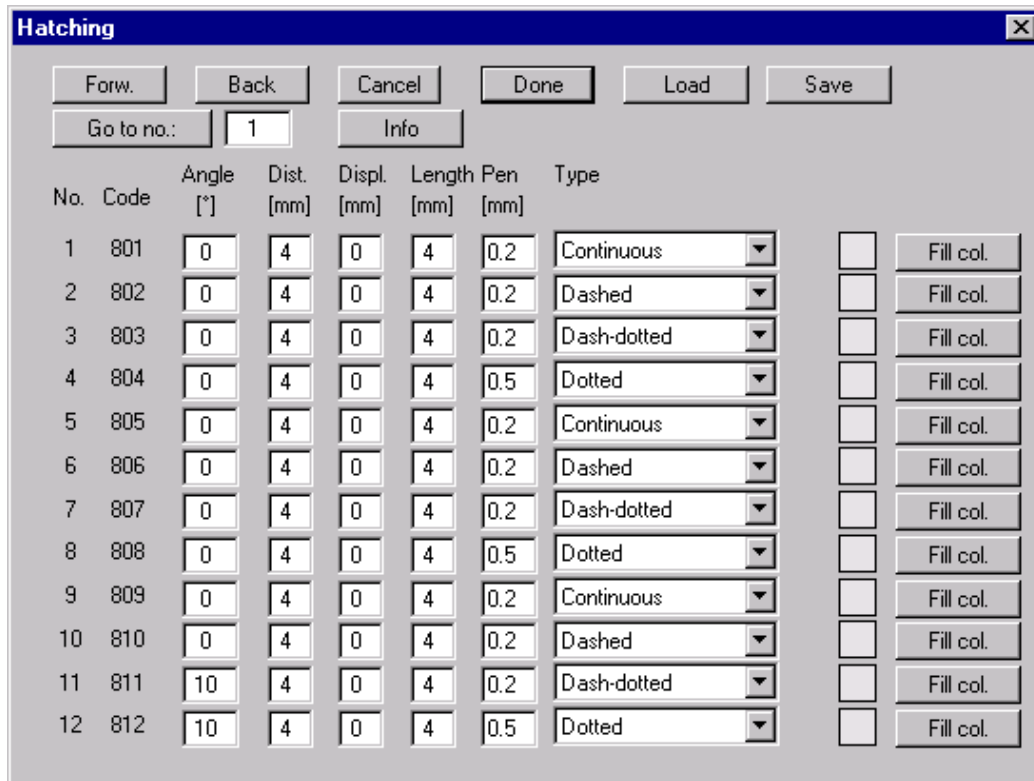 Hatching
Forw. Back Cancel Done Load Save
Go to no.: 1 Info
Angle Dist. Displ. Length Pen Type
No. Code [°] [mm] [mm] [mm] [mm]
1 801 0 4 0 4 0.2 Continuous Fill col.
2 802 0 4 0 4 0.2 Dashed Fill col.
3 803 0 4 0 4 0.2 Dash-dotted Fill col.
4 804 0 4 0 4 0.5 Dotted Fill col.
5 805 0 4 0 4 0.2 Continuous Fill col.
6 806 0 4 0 4 0.2 Dashed Fill col.
7 807 0 4 0 4 0.2 Dash-dotted Fill col.
8 808 0 4 0 4 0.5 Dotted Fill col.
9 809 0 4 0 4 0.2 Continuous Fill col.
10 810 0 4 0 4 0.2 Dashed Fill col.
11 811 10 4 0 4 0.2 Dash-dotted Fill col.
12 812 10 4 0 4 0.5 Dotted Fill col.